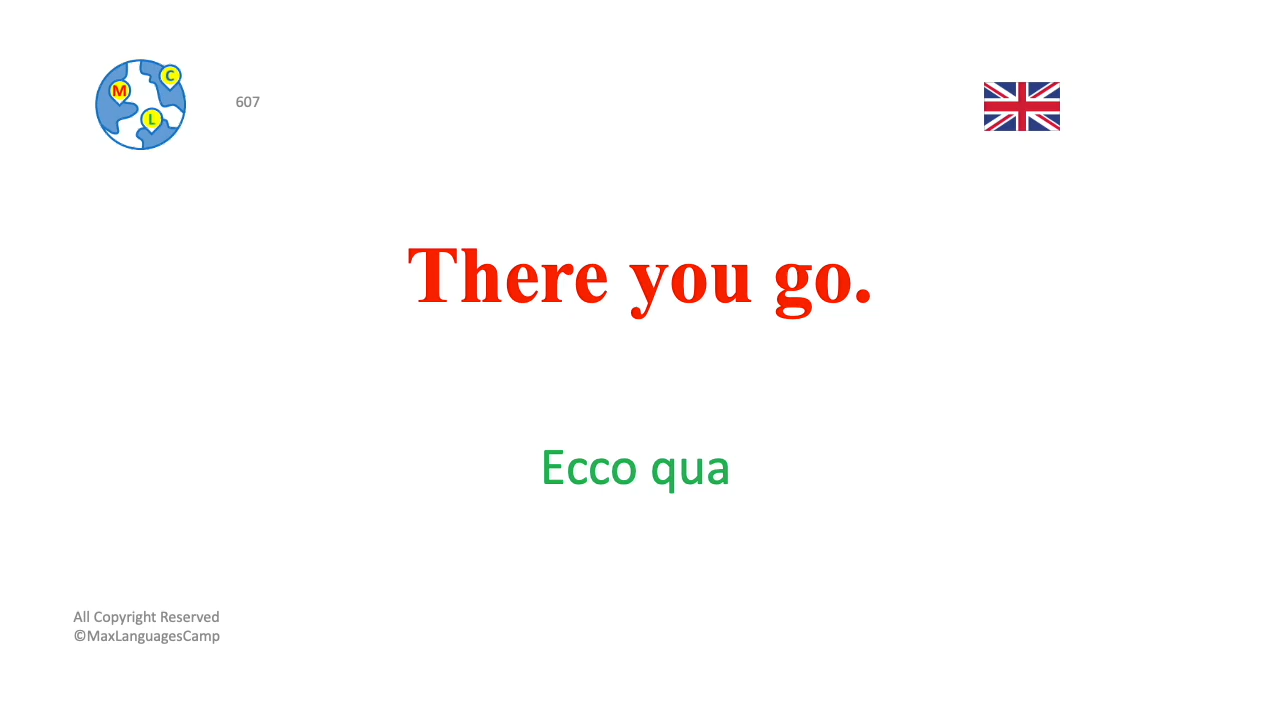 M
C
L
607
There you go.
Ecco qua
All Copyright Reserved
©MaxLanguagesCamp